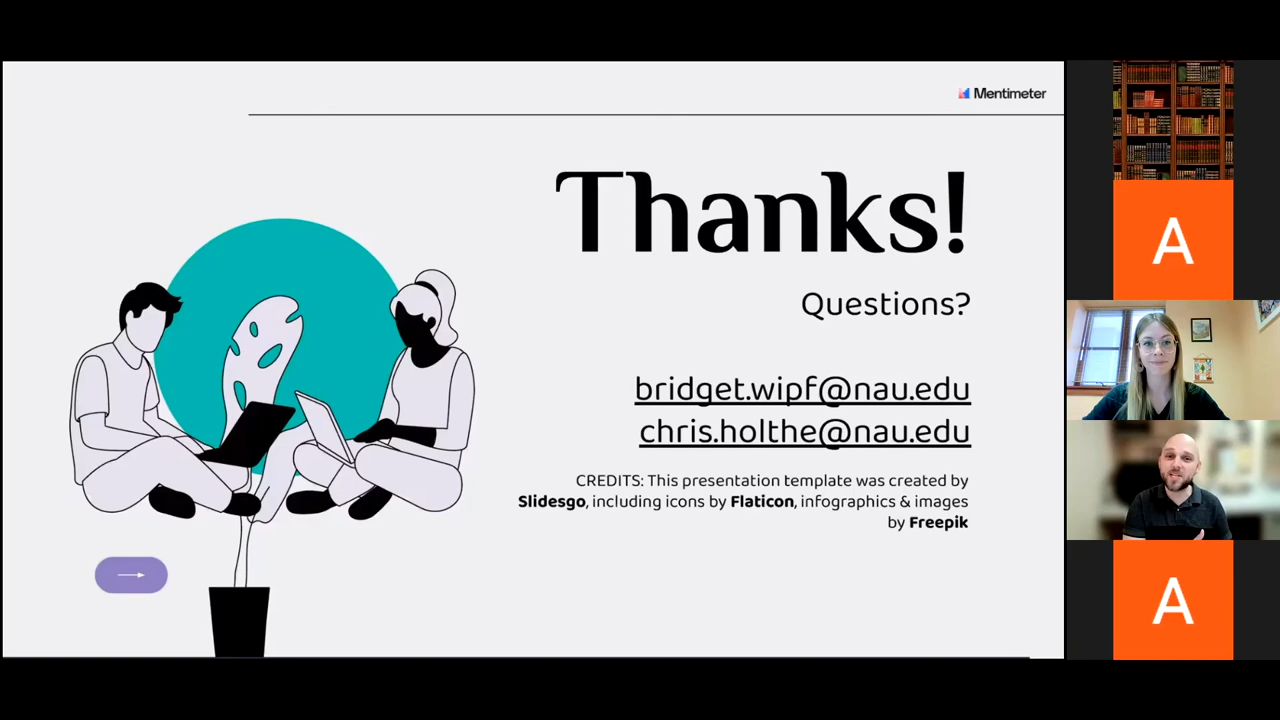 Mentimeter
Thanks!
Questions?
bridget.wipf@nau.edu
chris.holthe@nau.edu
CREDITS: This presentation template was created by
Slidesgo, including icons by Flaticon, infographics & images
by Freepik
A
A